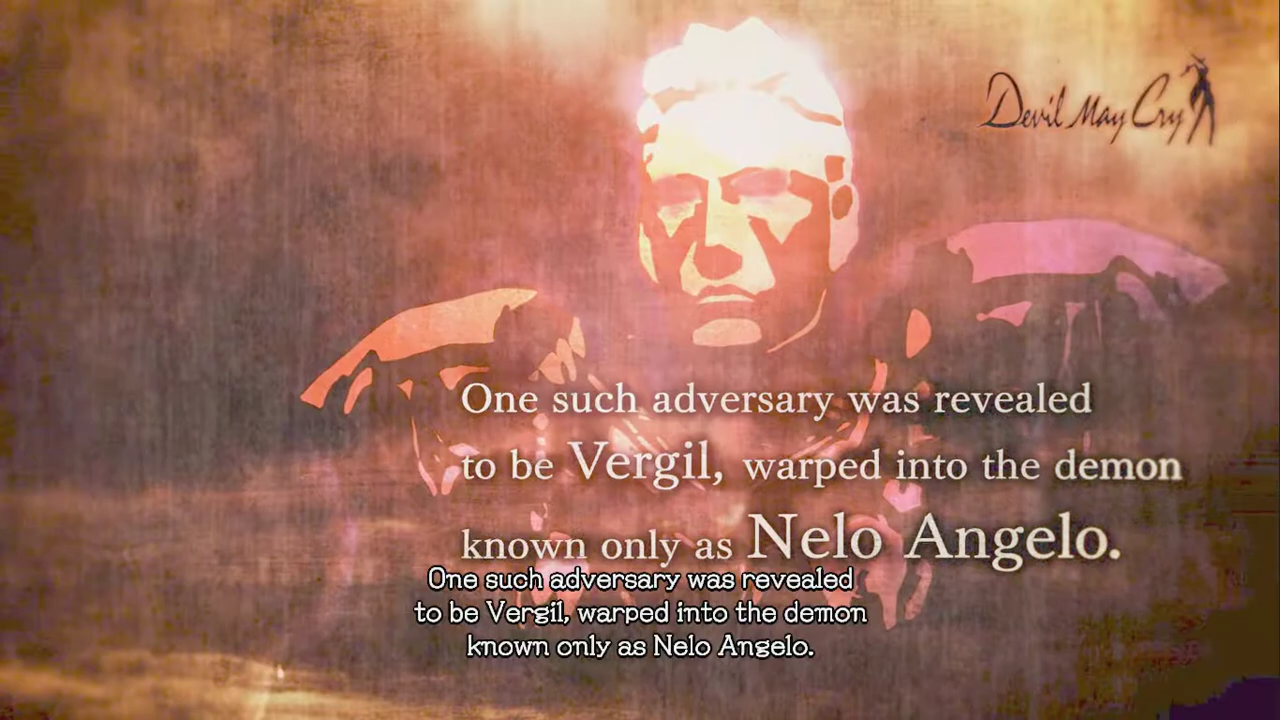 Devil May Cry
One such adversary was revealed
to be Vergil, warped into the demon
known only as Nelo Angelo.
One such adversary was revealed
to be Vergil, warped into the demon
known only as Nelo Angelo.